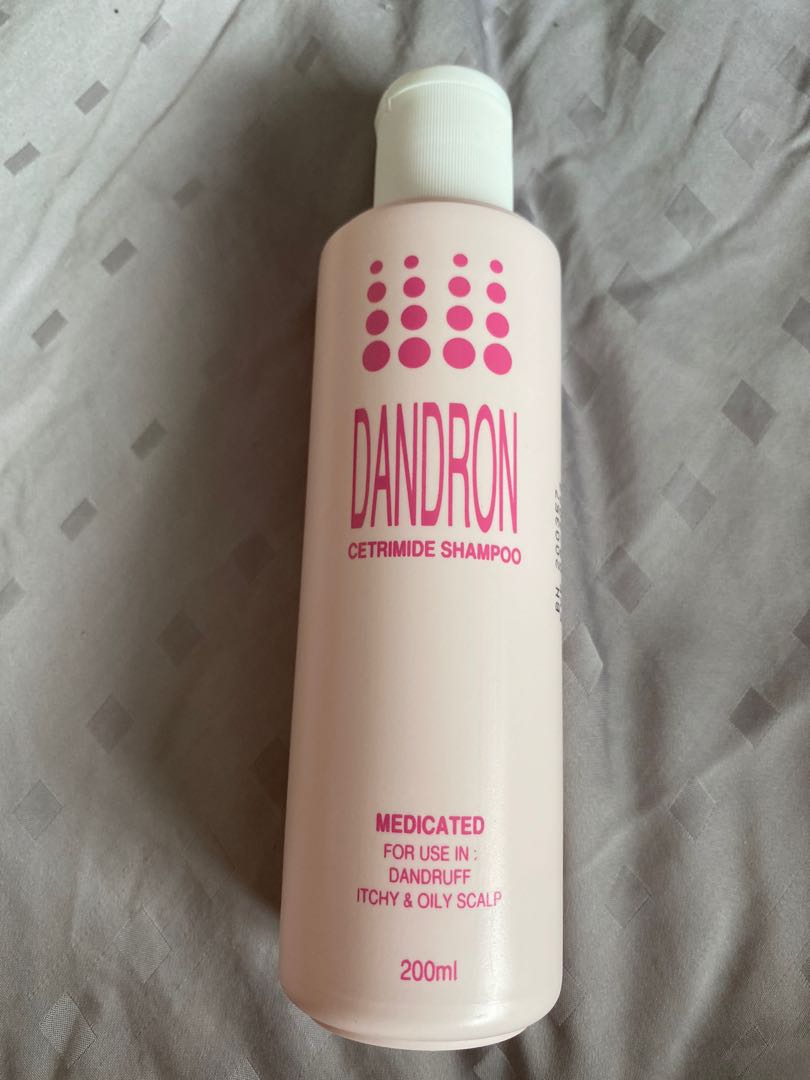 DANDRON
CETRIMIDE SHAMPOO
MEDICATED
FOR USE IN :
DANDRUFF
ITCHY & OILY SCALP
200ml